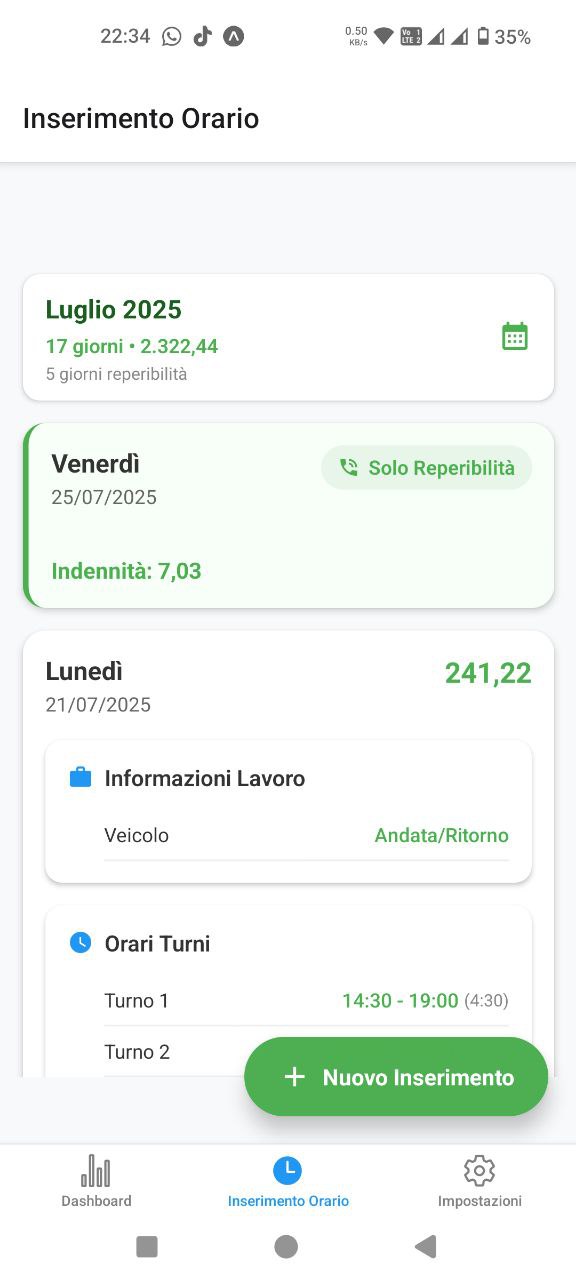 22:34
0.50
KB/s
Vo 1
LTE 2
35%
Inserimento Orario
Luglio 2025
17 giorni • 2.322,44
5 giorni reperibilità
Venerdì
Solo Reperibilità
25/07/2025
Indennità: 7,03
Lunedì
241,22
21/07/2025
Informazioni Lavoro
Veicolo
Andata/Ritorno
Orari Turni
Turno 1
14:30 - 19:00 (4:30)
Turno 2
+ Nuovo Inserimento
Dashboard
Inserimento Orario
Impostazioni